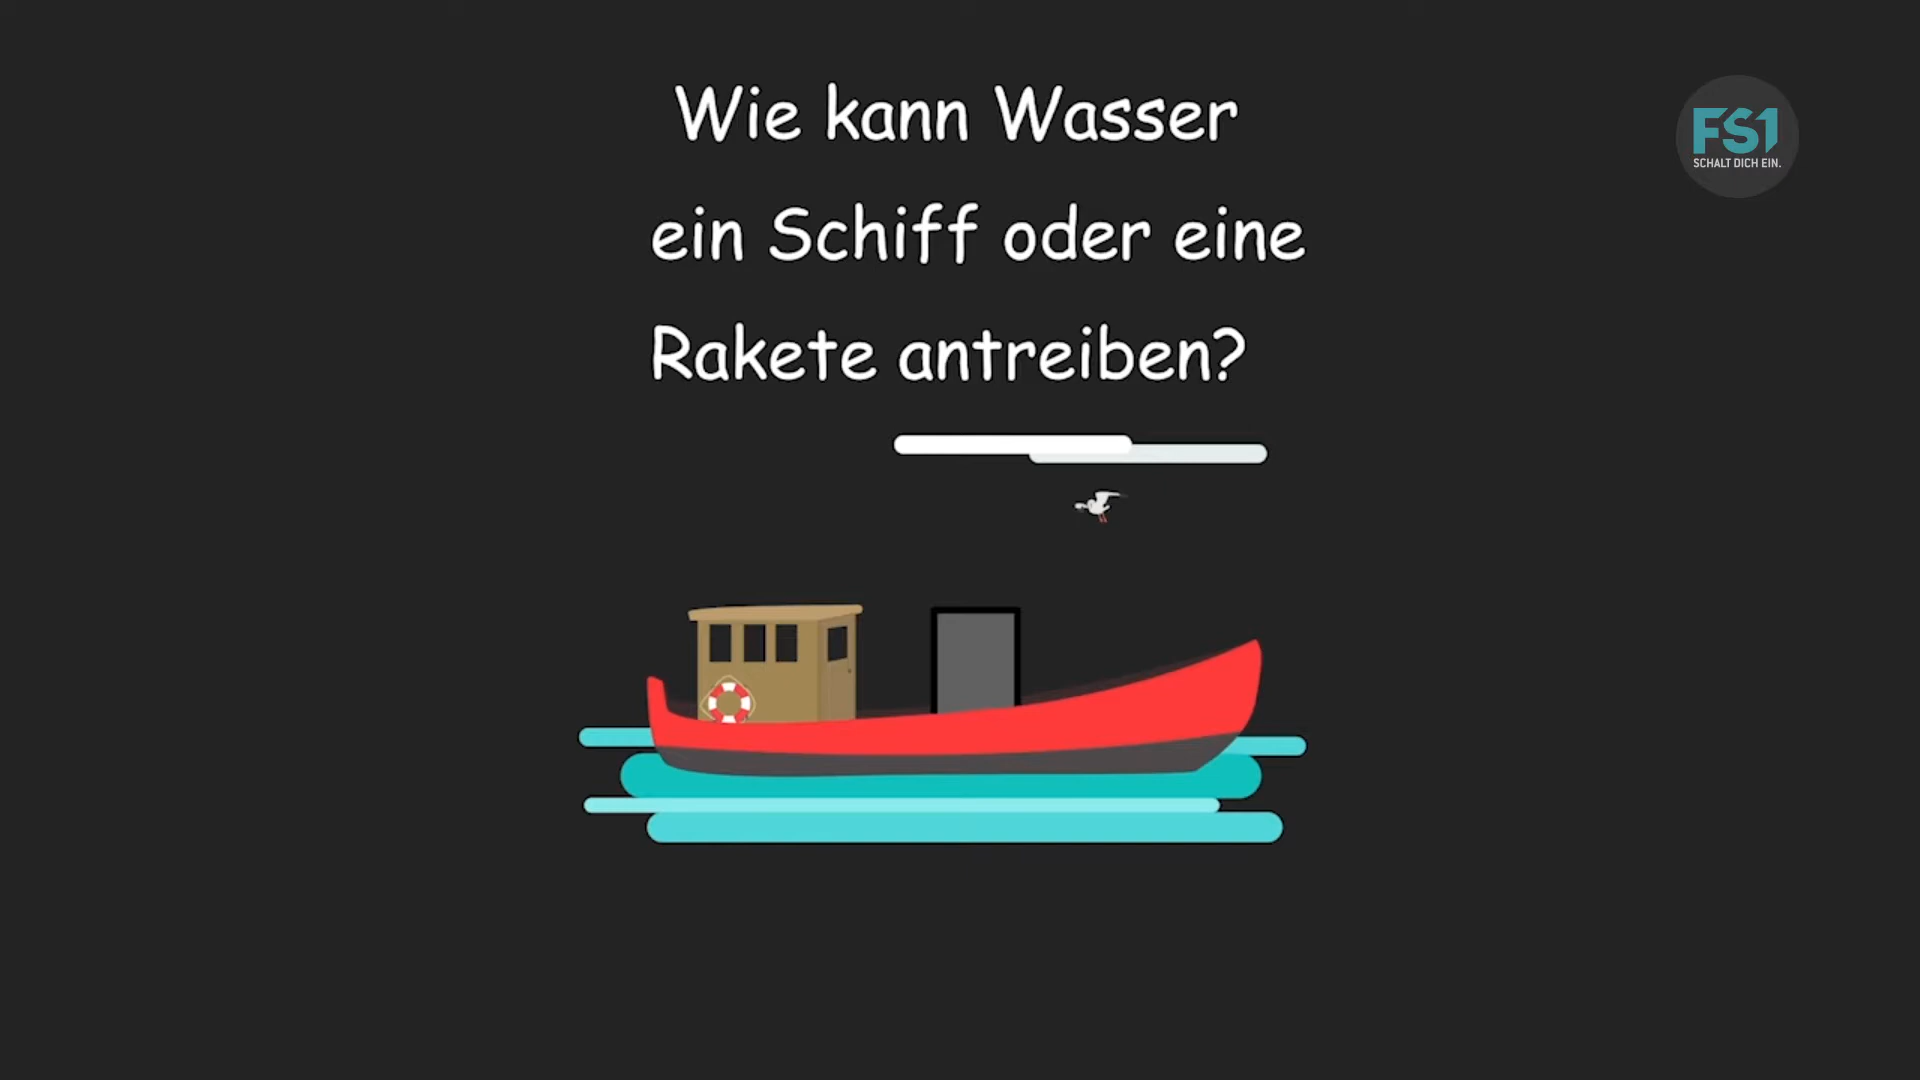 Wie kann Wasser
ein Schiff oder eine
Rakete antreiben?
FS1
SCHALT DICH EIN.